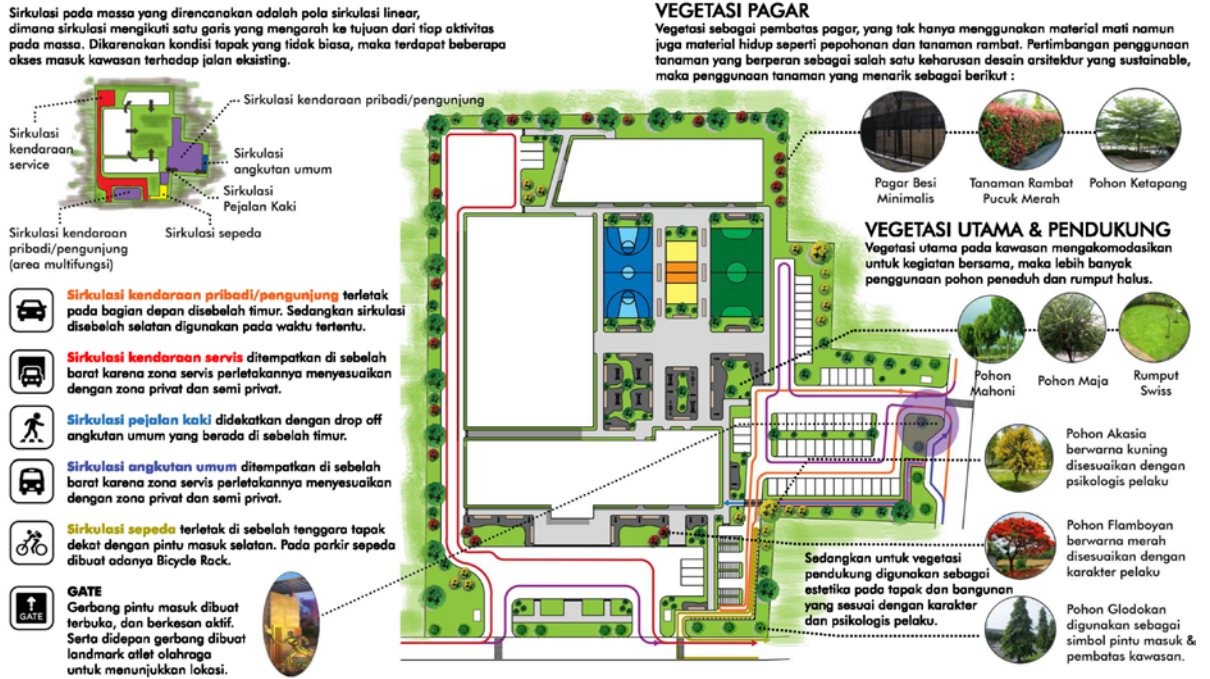 Sirkulasi pada massa yang direncanakan adalah pola sirkulasi linear,
dimana sirkulasi mengikuti satu garis yang mengarah ke tujuan dari tiap aktivitas
pada massa. Dikarenakan kondisi tapak yang tidak biasa, maka terdapat beberapa
akses masuk kawasan terhadap jalan eksisting.
Sirkulasi kendaraan pribadi/pengunjung
Sirkulasi
kendaraan
service
Sirkulasi
angkutan umum
Sirkulasi
Pejalan Kaki
Sirkulasi kendaraan
pribadi/pengunjung
(area multifungsi)
Sirkulasi sepeda
Sirkulasi kendaraan pribadi/pengunjung terletak
pada bagian depan disebelah timur. Sedangkan sirkulasi
disebelah selatan digunakan pada waktu tertentu.
Sirkulasi kendaraan servis ditempatkan di sebelah
barat karena zona servis perletakannya menyesuaikan
dengan zona privat dan semi privat.
Sirkulasi pejalan kaki didekatkan dengan drop off
angkutan umum yang berada di sebelah timur.
Sirkulasi angkutan umum ditempatkan di sebelah
barat karena zona servis perletakannya menyesuaikan
dengan zona privat dan semi privat.
Sirkulasi sepeda terletak di sebelah tenggara tapak
dekat dengan pintu masuk selatan. Pada parkir sepeda
dibuat adanya Bicycle Rack.
GATE
GATE
Gerbang pintu masuk dibuat
terbuka, dan berkesan aktif.
Serta didepan gerbang dibuat
landmark atlet olahraga
untuk menunjukkan lokasi.
VEGETASI PAGAR
Vegetasi sebagai pembatas pagar, yang tak hanya menggunakan material mati namun
juga material hidup seperti pepohonan dan tanaman rambat. Pertimbangan penggunaan
tanaman yang berperan sebagai salah satu keharusan desain arsitektur yang sustainable,
maka penggunaan tanaman yang menarik sebagai berikut :
Pagar Besi
Minimalis
Tanaman Rambat
Pucuk Merah
Pohon Ketapang
VEGETASI UTAMA & PENDUKUNG
Vegetasi utama pada kawasan mengakomodasikan
untuk kegiatan bersama, maka lebih banyak
penggunaan pohon peneduh dan rumput halus.
Pohon
Mahoni
Pohon Maja
Rumput
Swiss
Pohon Akasia
berwarna kuning
disesuaikan dengan
psikologis pelaku
Pohon Flamboyan
berwarna merah
disesuaikan dengan
karakter pelaku
Sedangkan untuk vegetasi
pendukung digunakan sebagai
estetika pada tapak dan bangunan
yang sesuai dengan karakter
dan psikologis pelaku.
Pohon Glodokan
digunakan sebagai
simbol pintu masuk &
pembatas kawasan.